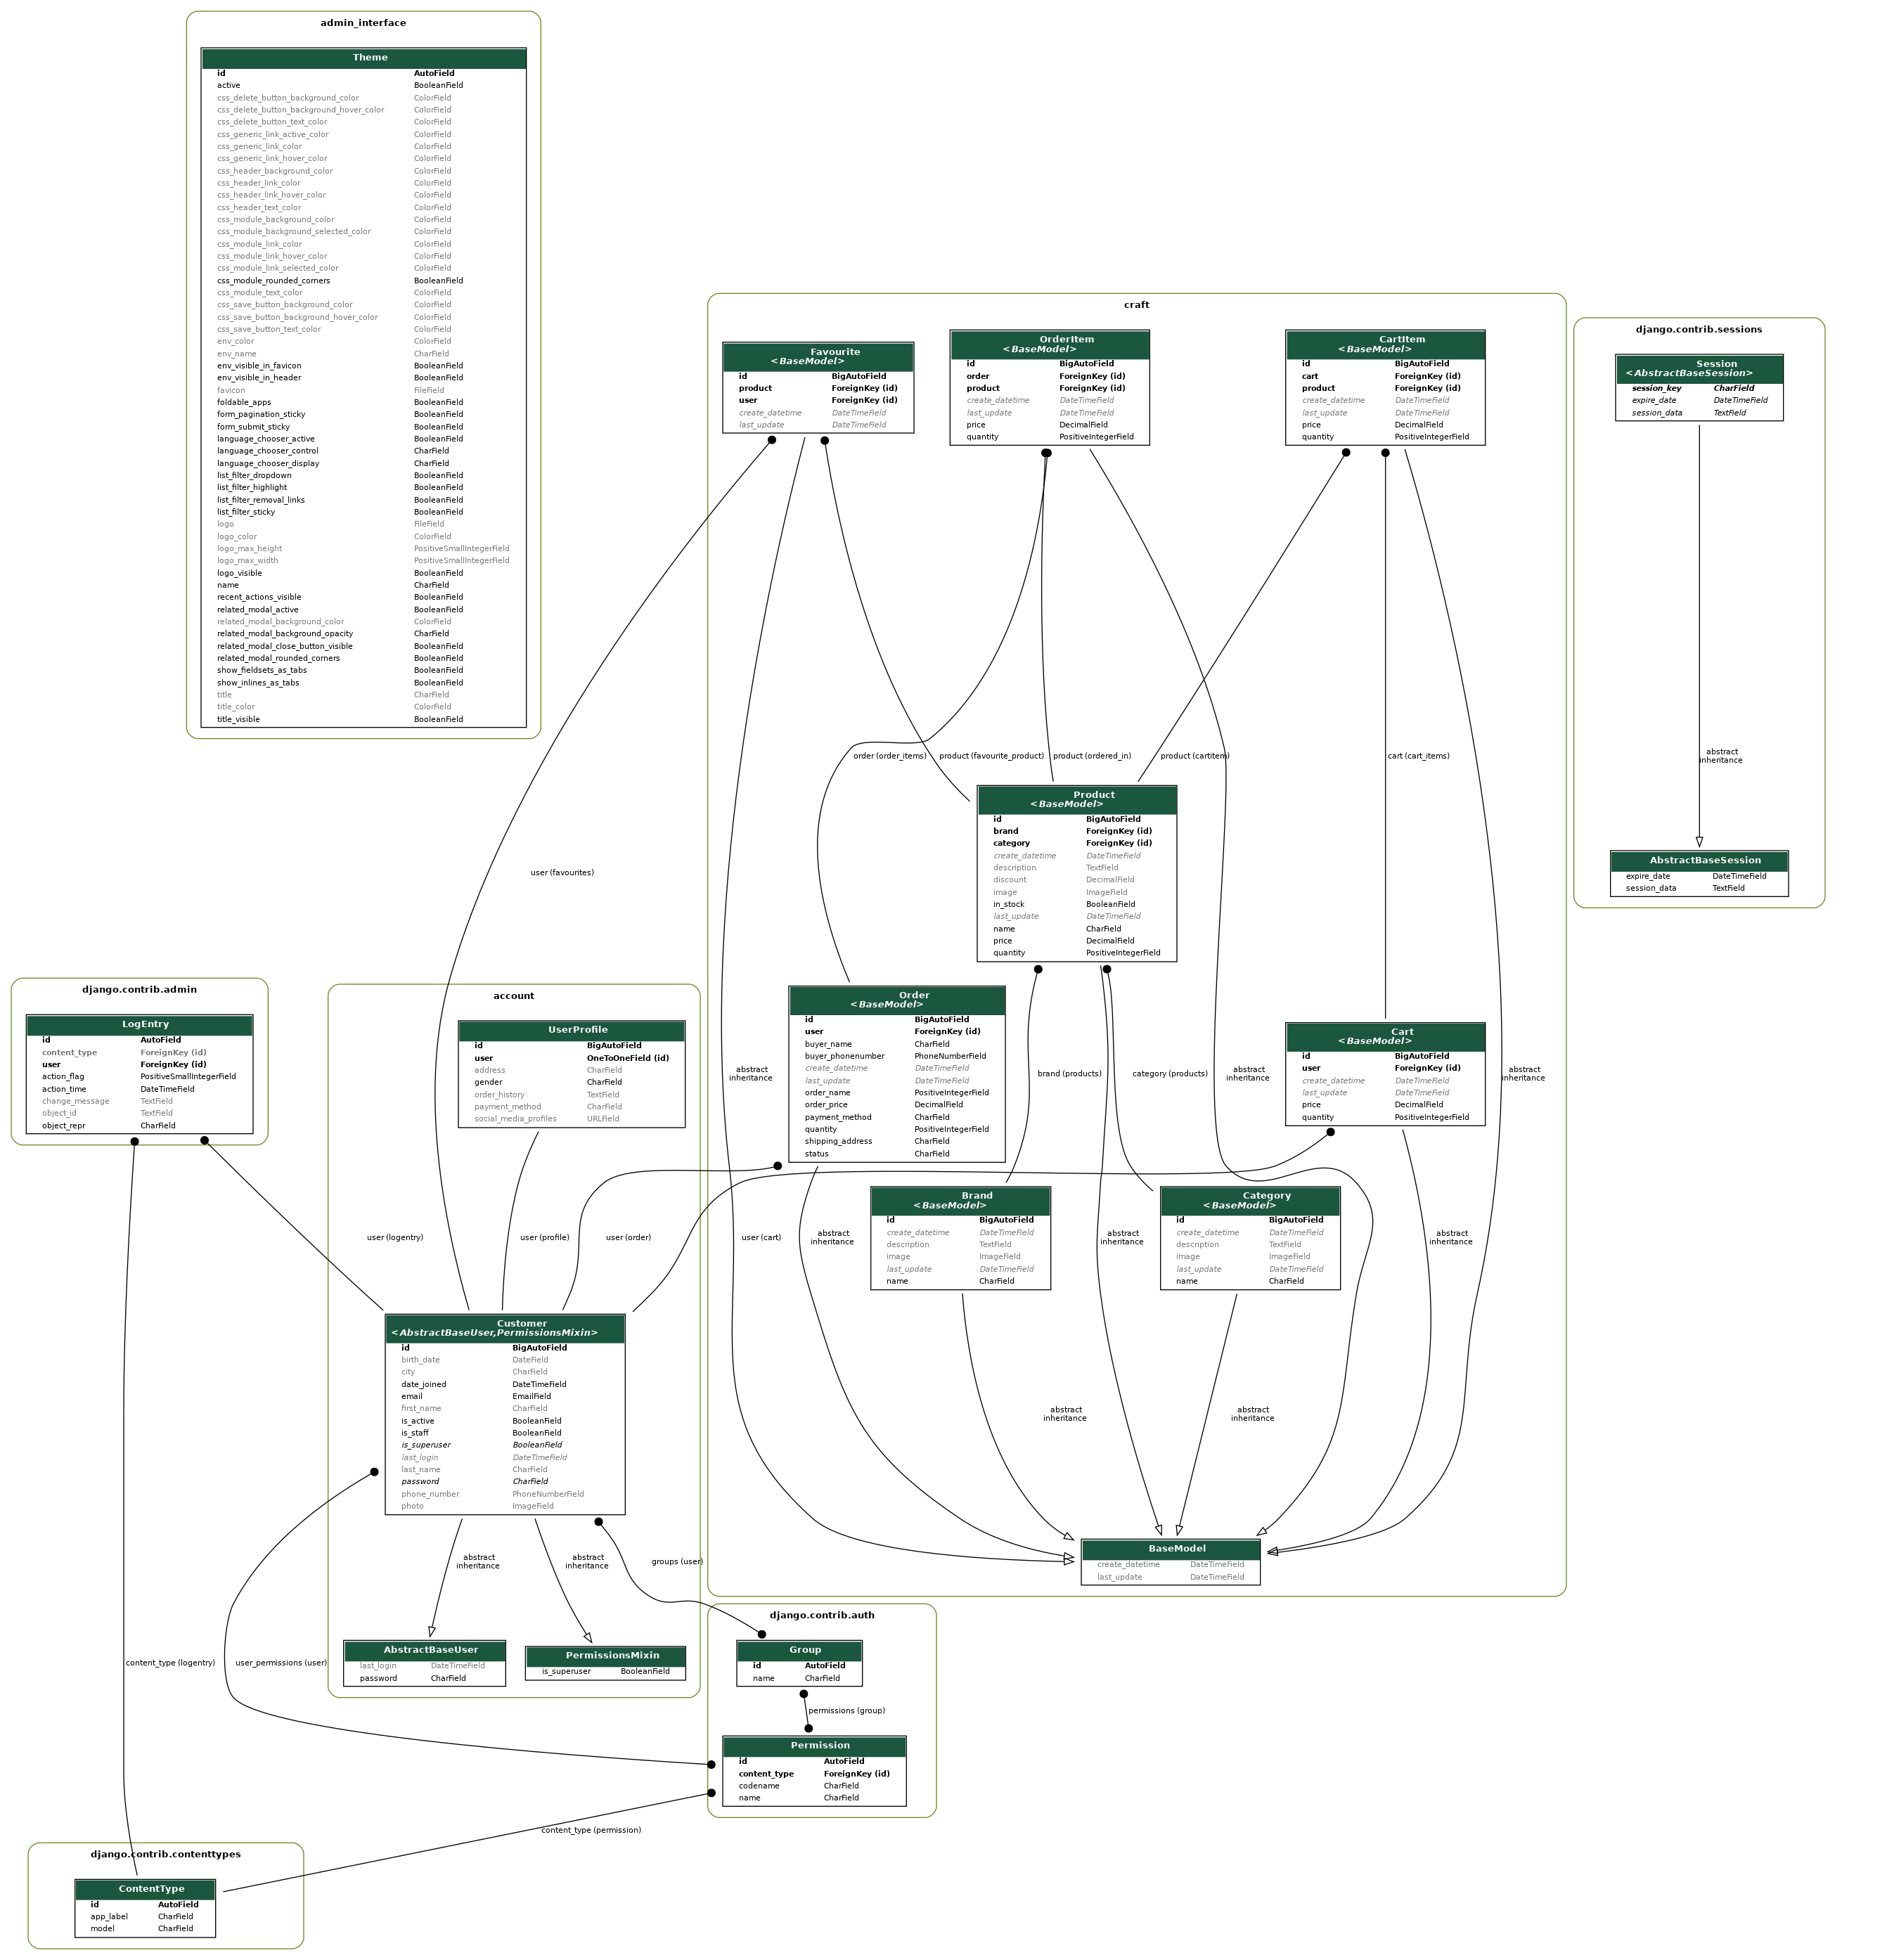 admin_interface
Theme
id AutoField
active BooleanField
css_delete_button_background_color ColorField
css_delete_button_background_hover_color ColorField
css_delete_button_text_color ColorField
css_generic_link_active_color ColorField
css_generic_link_color ColorField
css_generic_link_hover_color ColorField
css_header_background_color ColorField
css_header_link_color ColorField
css_header_link_hover_color ColorField
css_header_text_color ColorField
css_module_background_color ColorField
css_module_background_selected_color ColorField
css_module_link_color ColorField
css_module_link_hover_color ColorField
css_module_link_selected_color ColorField
css_module_rounded_corners BooleanField
css_module_text_color ColorField
css_save_button_background_color ColorField
css_save_button_background_hover_color ColorField
css_save_button_text_color ColorField
env_color ColorField
env_name CharField
env_visible_in_favicon BooleanField
env_visible_in_header BooleanField
favicon FileField
foldable_apps BooleanField
form_pagination_sticky BooleanField
form_submit_sticky BooleanField
language_chooser_active BooleanField
language_chooser_control CharField
language_chooser_display CharField
list_filter_dropdown BooleanField
list_filter_highlight BooleanField
list_filter_removal_links BooleanField
list_filter_sticky BooleanField
logo FileField
logo_color ColorField
logo_max_height PositiveSmallIntegerField
logo_max_width PositiveSmallIntegerField
logo_visible BooleanField
name CharField
recent_actions_visible BooleanField
related_modal_active BooleanField
related_modal_background_color ColorField
related_modal_background_opacity CharField
related_modal_close_button_visible BooleanField
related_modal_rounded_corners BooleanField
show_fieldsets_as_tabs BooleanField
show_inlines_as_tabs BooleanField
title CharField
title_color ColorField
title_visible BooleanField
craft
Favourite
<BaseModel>
id BigAutoField
product ForeignKey (id)
user ForeignKey (id)
create_datetime DateTimeField
last_update DateTimeField
OrderItem
<BaseModel>
id BigAutoField
order ForeignKey (id)
product ForeignKey (id)
create_datetime DateTimeField
last_update DateTimeField
price DecimalField
quantity PositiveIntegerField
CartItem
<BaseModel>
id BigAutoField
cart ForeignKey (id)
product ForeignKey (id)
create_datetime DateTimeField
last_update DateTimeField
price DecimalField
quantity PositiveIntegerField
django.contrib.sessions
Session
<AbstractBaseSession>
session_key CharField
expire_date DateTimeField
session_data TextField
abstract
inheritance
AbstractBaseSession
expire_date DateTimeField
session_data TextField
order (order_items)
product (favourite_product)
product (ordered_in)
product (cartitem)
cart (cart_items)
user (favourites)
Product
<BaseModel>
id BigAutoField
brand ForeignKey (id)
category ForeignKey (id)
create_datetime DateTimeField
description TextField
discount DecimalField
image ImageField
in_stock BooleanField
last_update DateTimeField
name CharField
price DecimalField
quantity PositiveIntegerField
django.contrib.admin
LogEntry
id AutoField
content_type ForeignKey (id)
user ForeignKey (id)
action_flag PositiveSmallIntegerField
action_time DateTimeField
change_message TextField
object_id TextField
object_repr CharField
account
UserProfile
id BigAutoField
user OneToOneField (id)
address CharField
gender CharField
order_history TextField
payment_method CharField
social_media_profiles URLField
Order
<BaseModel>
id BigAutoField
user ForeignKey (id)
buyer_name CharField
buyer_phonenumber PhoneNumberField
create_datetime DateTimeField
last_update DateTimeField
order_name PositiveIntegerField
order_price DecimalField
payment_method CharField
quantity PositiveIntegerField
shipping_address CharField
status CharField
Cart
<BaseModel>
id BigAutoField
user ForeignKey (id)
create_datetime DateTimeField
last_update DateTimeField
price DecimalField
quantity PositiveIntegerField
abstract
inheritance
brand (products)
category (products)
abstract
inheritance
abstract
inheritance
Brand
<BaseModel>
id BigAutoField
create_datetime DateTimeField
description TextField
image ImageField
last_update DateTimeField
name CharField
Category
<BaseModel>
id BigAutoField
create_datetime DateTimeField
description TextField
image ImageField
last_update DateTimeField
name CharField
user (logentry)
user (profile)
user (order)
user (cart)
abstract
inheritance
abstract
inheritance
abstract
inheritance
Customer
<AbstractBaseUser,PermissionsMixin>
id BigAutoField
birth_date DateField
city CharField
date_joined DateTimeField
email EmailField
first_name CharField
is_active BooleanField
is_staff BooleanField
is_superuser BooleanField
last_login DateTimeField
last_name CharField
password CharField
phone_number PhoneNumberField
photo ImageField
abstract
inheritance
abstract
inheritance
abstract
inheritance
abstract
inheritance
groups (user)
BaseModel
create_datetime DateTimeField
last_update DateTimeField
AbstractBaseUser
last_login DateTimeField
password CharField
PermissionsMixin
is_superuser BooleanField
django.contrib.auth
Group
id AutoField
name CharField
content_type (logentry)
user_permissions (user)
permissions (group)
Permission
id AutoField
content_type ForeignKey (id)
codename CharField
name CharField
content_type (permission)
django.contrib.contenttypes
ContentType
id AutoField
app_label CharField
model CharField